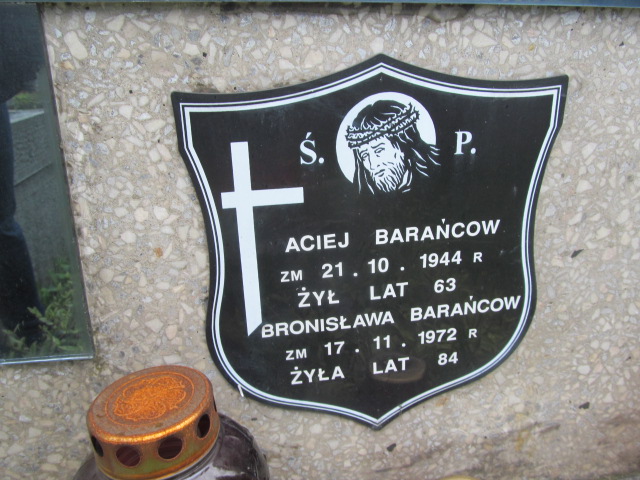 Ś. P.
ACIEJ BARAŃCOW
ZM 21.10.1944 R
ŻYŁ LAT 63
BRONISŁAWA BARAŃCOW
ZM 17.11.1972 R
ŻYŁA LAT 84